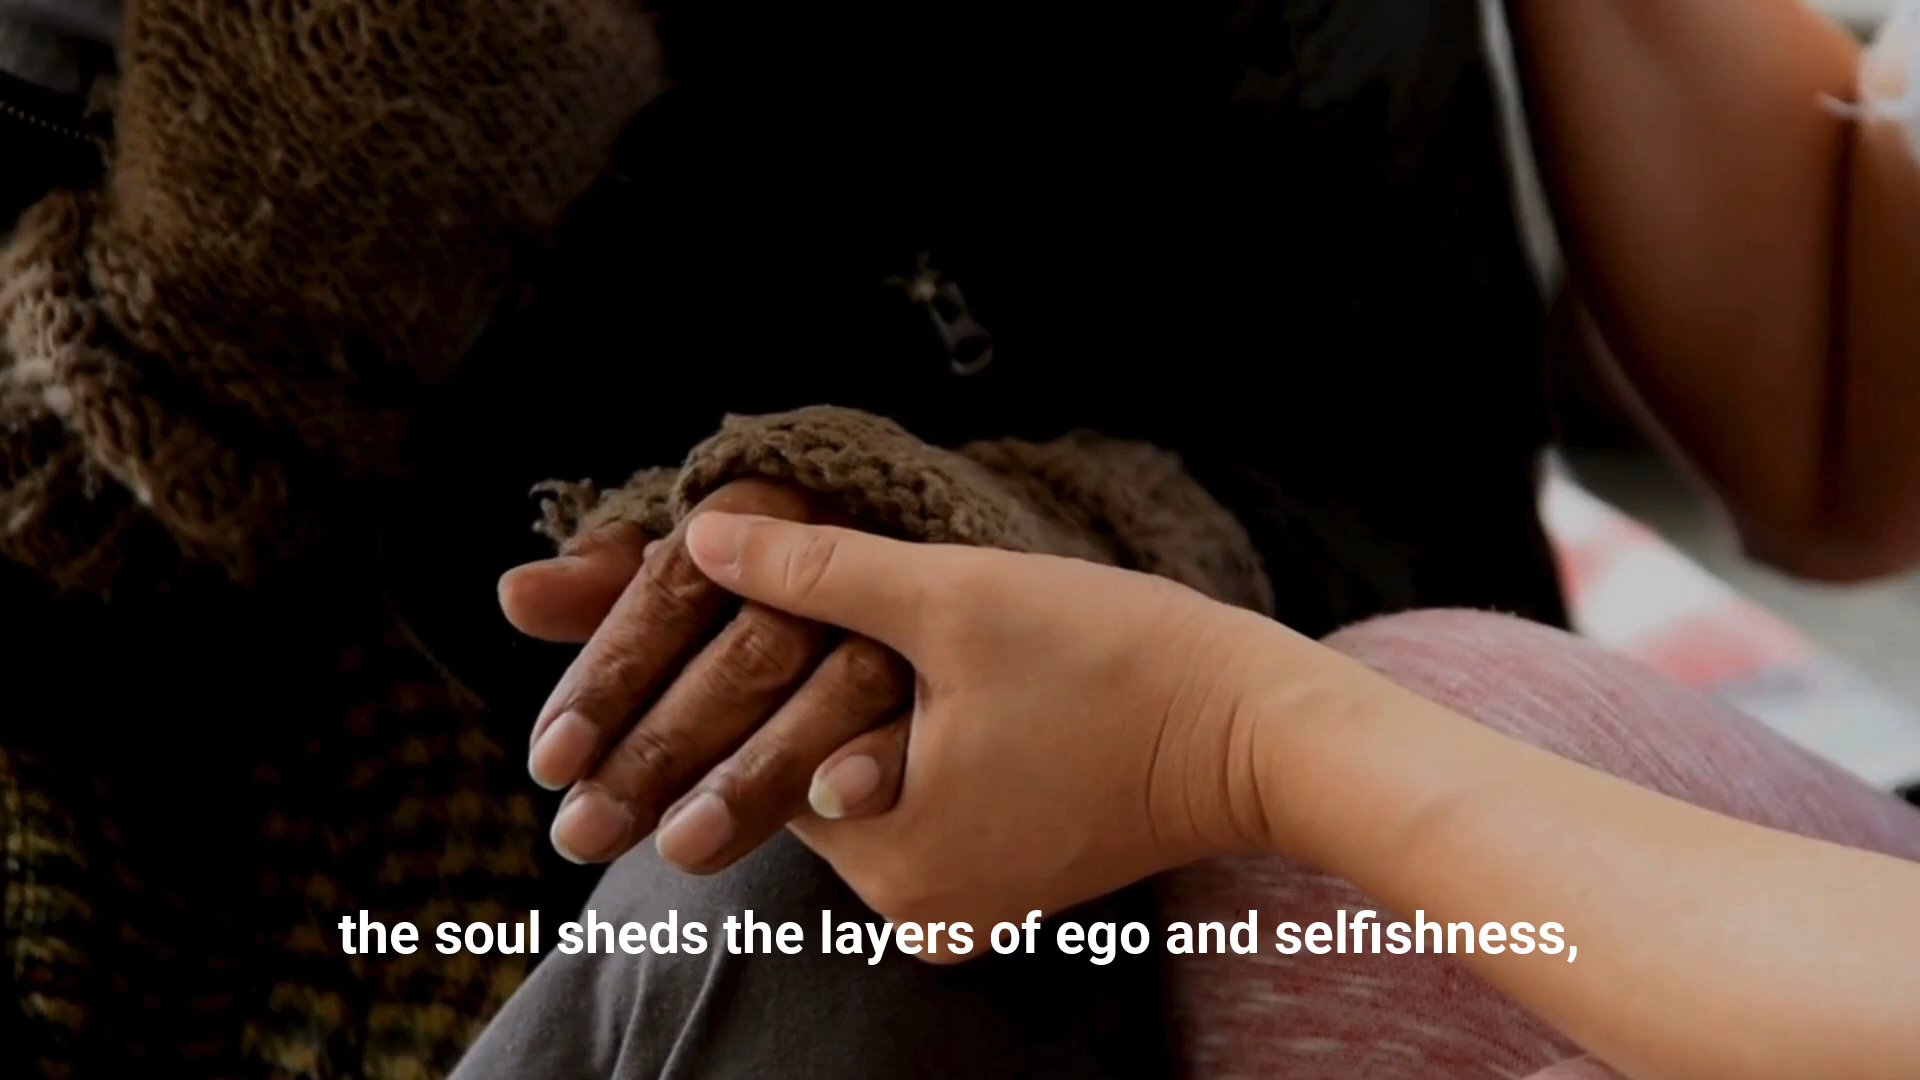 the soul sheds the layers of ego and selfishness,